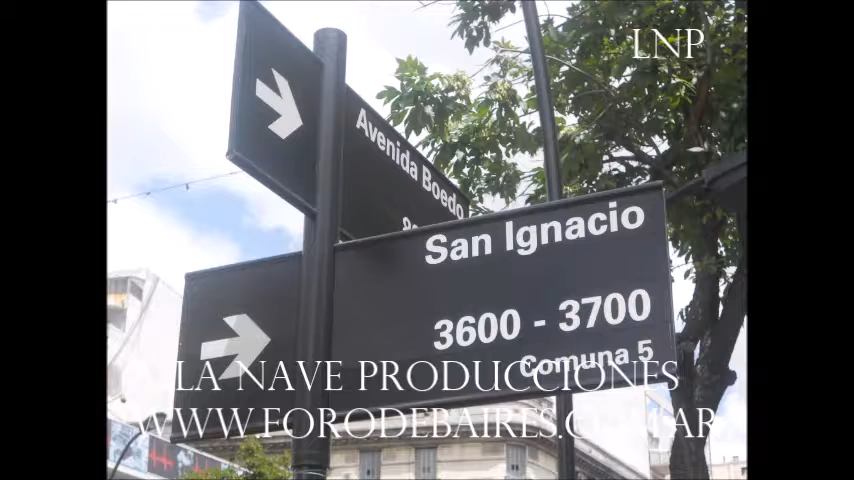 LNP
Avenida Boedo
San Ignacio
3600 - 3700
Comuna 5
LA NAVE PRODUCCIONES
WWW.FORODEBAIRES.COM.AR